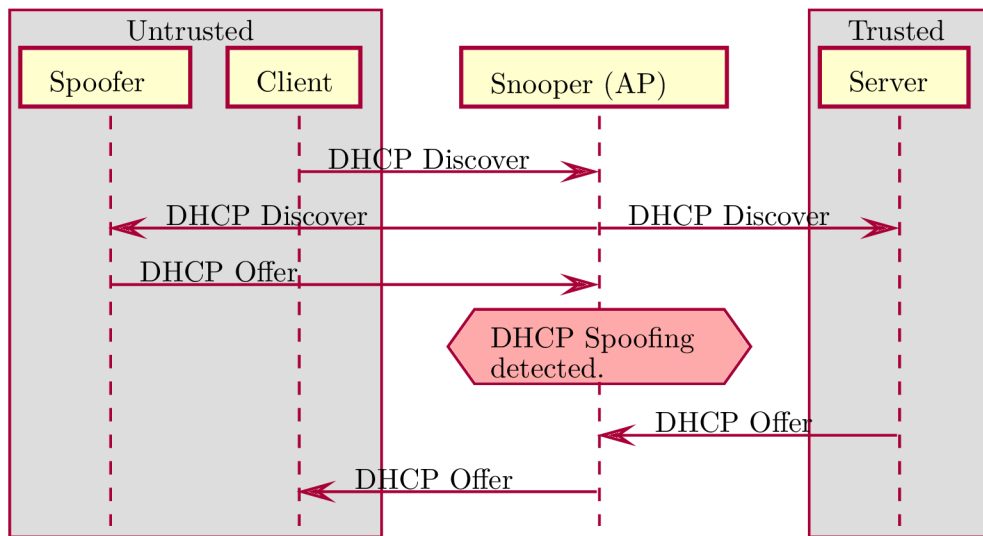 Untrusted
Trusted
Spoofer
Client
Snooper (AP)
Server
DHCP Discover
DHCP Discover
DHCP Discover
DHCP Offer
DHCP Spoofing
detected.
DHCP Offer
DHCP Offer